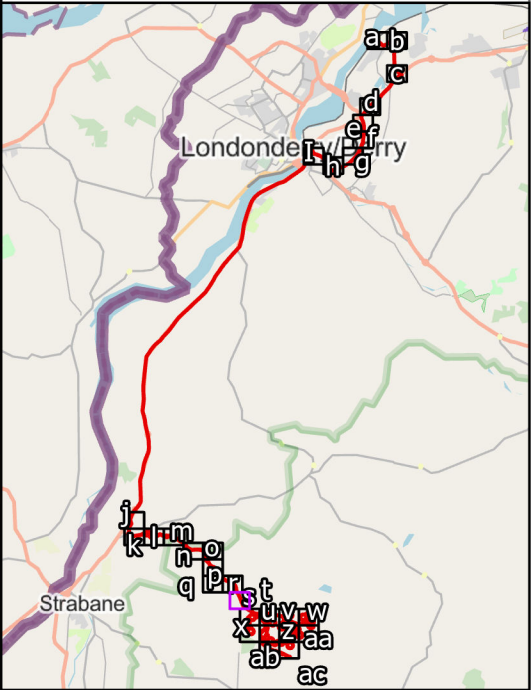 a b
c
d
e f
Londonderry/Derry
I h g
j
k l m
n o
p
q r
s t
u v w
x z aa
ab
ac
Strabane